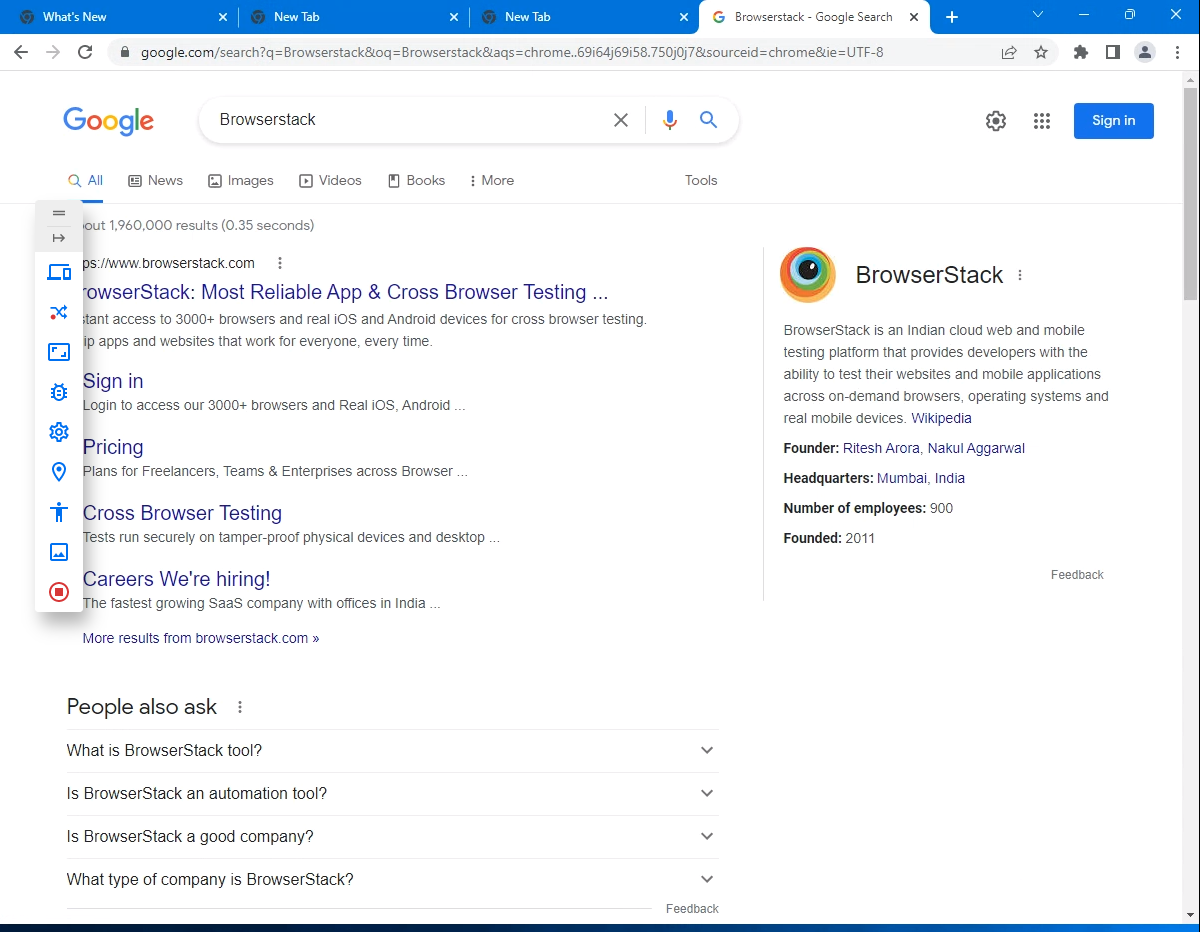 What's New
New Tab
New Tab
Browserstack - Google Search
google.com/search?q=Browserstack&oq=Browserstack&aqs=chrome..69i64j69i58.750j0j7&sourceid=chrome&ie=UTF-8
Google
Browserstack
Sign in
All
News
Images
Videos
Books
More
Tools
out 1,960,000 results (0.35 seconds)
ps://www.browserstack.com
rowserStack: Most Reliable App & Cross Browser Testing ...
stant access to 3000+ browsers and real iOS and Android devices for cross browser testing.
ip apps and websites that work for everyone, every time.
Sign in
Login to access our 3000+ browsers and Real iOS, Android ...
Pricing
Plans for Freelancers, Teams & Enterprises across Browser ...
Cross Browser Testing
Tests run securely on tamper-proof physical devices and desktop ...
Careers We're hiring!
The fastest growing SaaS company with offices in India ...
More results from browserstack.com »
People also ask
What is BrowserStack tool?
Is BrowserStack an automation tool?
Is BrowserStack a good company?
What type of company is BrowserStack?
Feedback
BrowserStack
BrowserStack is an Indian cloud web and mobile
testing platform that provides developers with the
ability to test their websites and mobile applications
across on-demand browsers, operating systems and
real mobile devices. Wikipedia
Founder: Ritesh Arora, Nakul Aggarwal
Headquarters: Mumbai, India
Number of employees: 900
Founded: 2011
Feedback